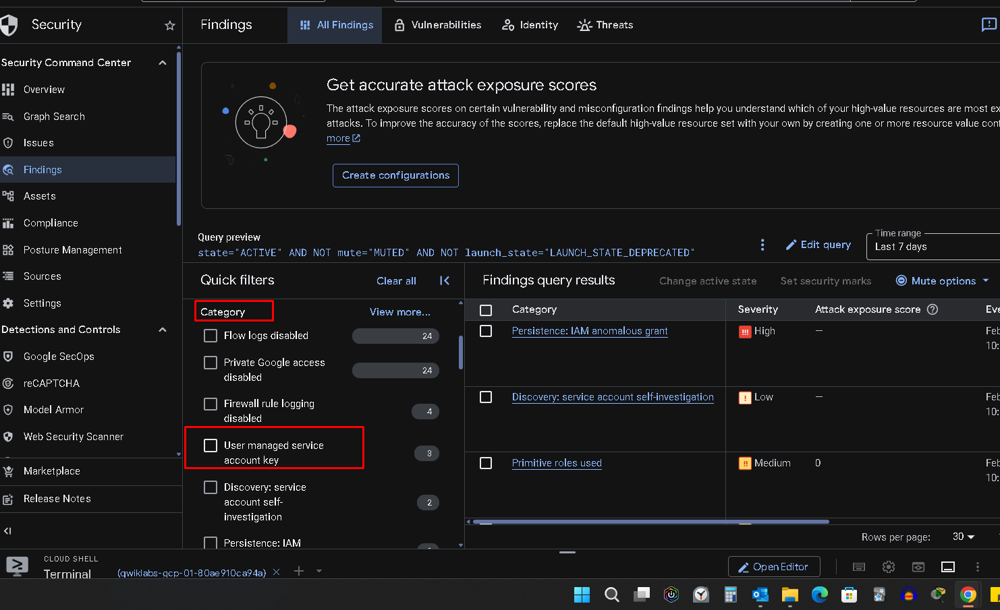 Security
Findings
All Findings
Vulnerabilities
Identity
Threats
Security Command Center
Overview
Graph Search
Issues
Findings
Assets
Compliance
Posture Management
Sources
Settings
Detections and Controls
Google SecOps
reCAPTCHA
Model Armor
Web Security Scanner
Marketplace
Release Notes
Get accurate attack exposure scores
The attack exposure scores on certain vulnerability and misconfiguration findings help you understand which of your high-value resources are most ex
attacks. To improve the accuracy of the scores, replace the default high-value resource set with your own by creating one or more resource value con
more
Create configurations
Query preview
state="ACTIVE" AND NOT mute="MUTED" AND NOT launch_state="LAUNCH_STATE_DEPRECATED"
Edit query
Time range
Last 7 days
Quick filters
Clear all
Category
View more...
Flow logs disabled 24
Private Google access
disabled
24
Firewall rule logging
disabled
4
User managed service
account key
3
Discovery: service
account self-
investigation
2
Persistence: IAM
Findings query results
Change active state
Set security marks
Mute options
Category Severity Attack exposure score Eve
Persistence: IAM anomalous grant High — Feb
10:
Discovery: service account self-investigation Low — Feb
10:
Primitive roles used Medium 0 Feb
10:
Rows per page: 30
CLOUD SHELL
Terminal
(qwiklabs-gcp-01-80ae910ca94a)
Open Editor